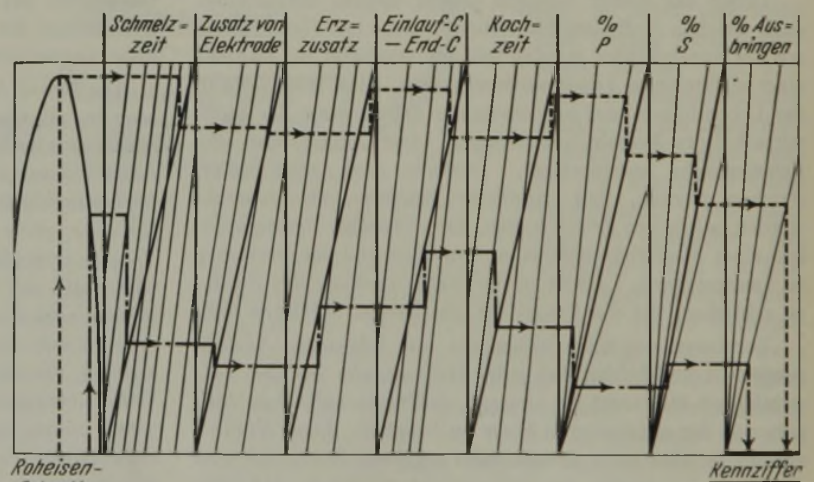 Schmelz=
zeit
Zusatz von
Elektrode
Erz=
zusatz
Einlauf-C
— End-C
Koch=
zeit
%
P
%
S
% Aus=
bringen
Roheisen-
Kennziffer